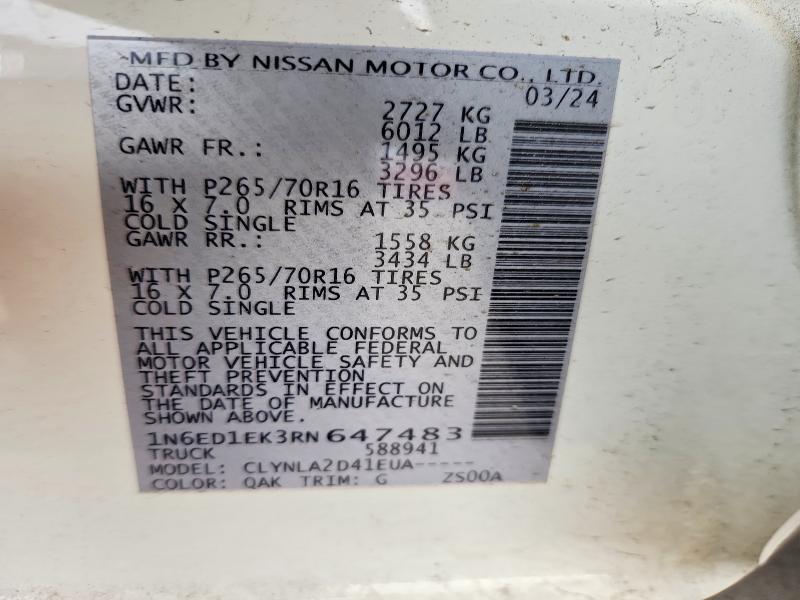 MFD BY NISSAN MOTOR CO., LTD.
DATE: 03/24
GVWR: 2727 KG
6012 LB
GAWR FR.: 1495 KG
3296 LB
WITH P265/70R16 TIRES
16 X 7.0 RIMS AT 35 PSI
COLD SINGLE
GAWR RR.: 1558 KG
3434 LB
WITH P265/70R16 TIRES
16 X 7.0 RIMS AT 35 PSI
COLD SINGLE
THIS VEHICLE CONFORMS TO
ALL APPLICABLE FEDERAL
MOTOR VEHICLE SAFETY AND
THEFT PREVENTION
STANDARDS IN EFFECT ON
THE DATE OF MANUFACTURE
SHOWN ABOVE.
1N6ED1EK3RN647483
TRUCK 588941
MODEL: CLYNLA2D41EUA-----
COLOR: QAK TRIM: G ZS00A